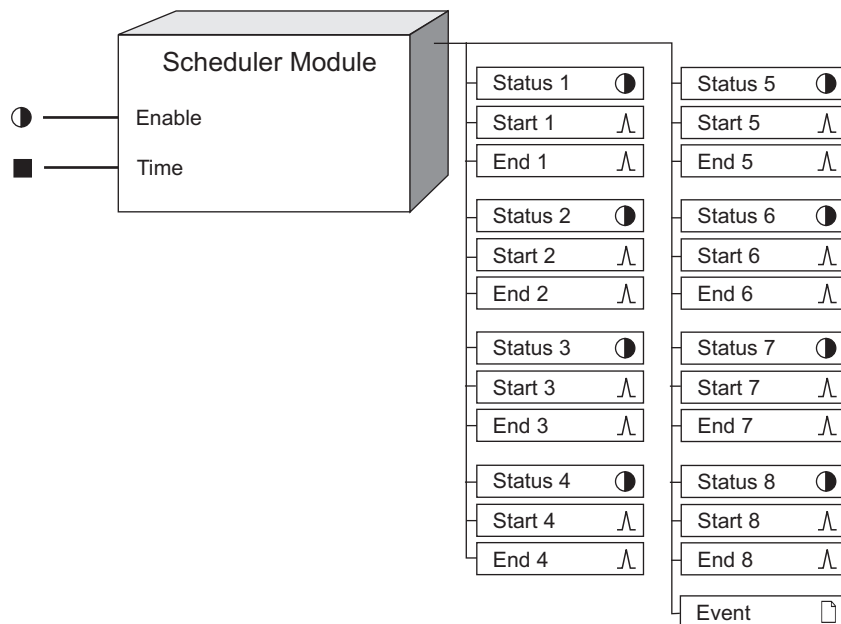 Scheduler Module
Enable
Time
Status 1
Start 1
End 1
Status 2
Start 2
End 2
Status 3
Start 3
End 3
Status 4
Start 4
End 4
Status 5
Start 5
End 5
Status 6
Start 6
End 6
Status 7
Start 7
End 7
Status 8
Start 8
End 8
Event